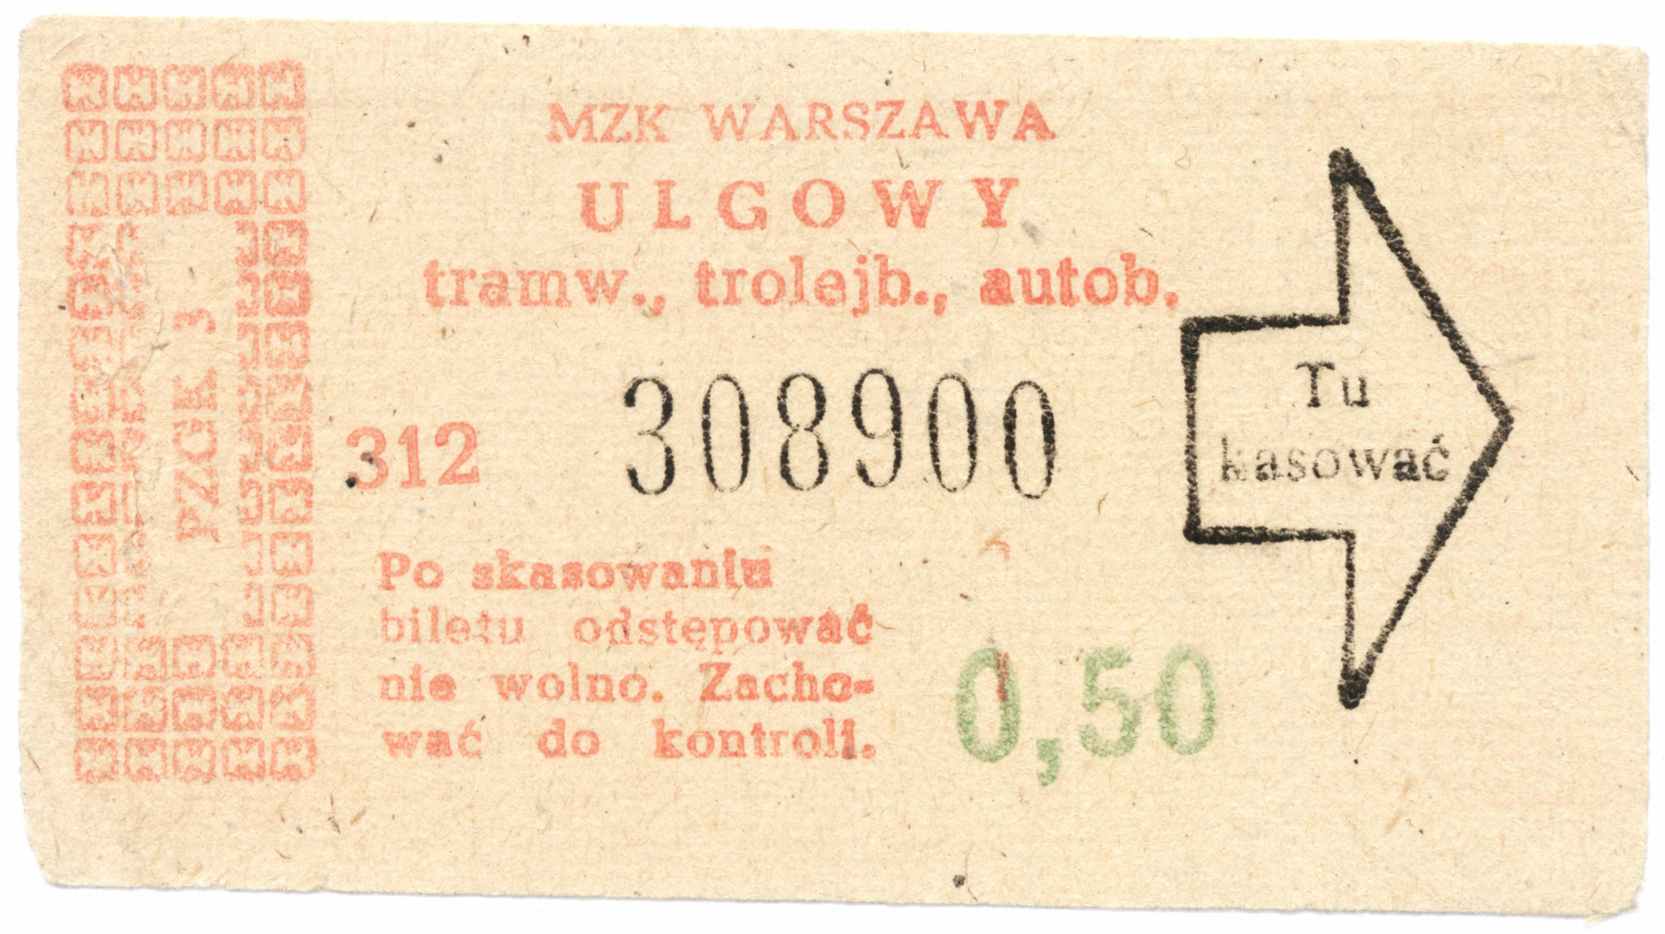 MZK WARSZAWA
ULGOWY
tramw., trolejb., autob.
PZGK 3
312 308900
Tu
kasować
Po skasowaniu
biletu odstępować
nie wolno. Zacho-
wać do kontroli.
0,50